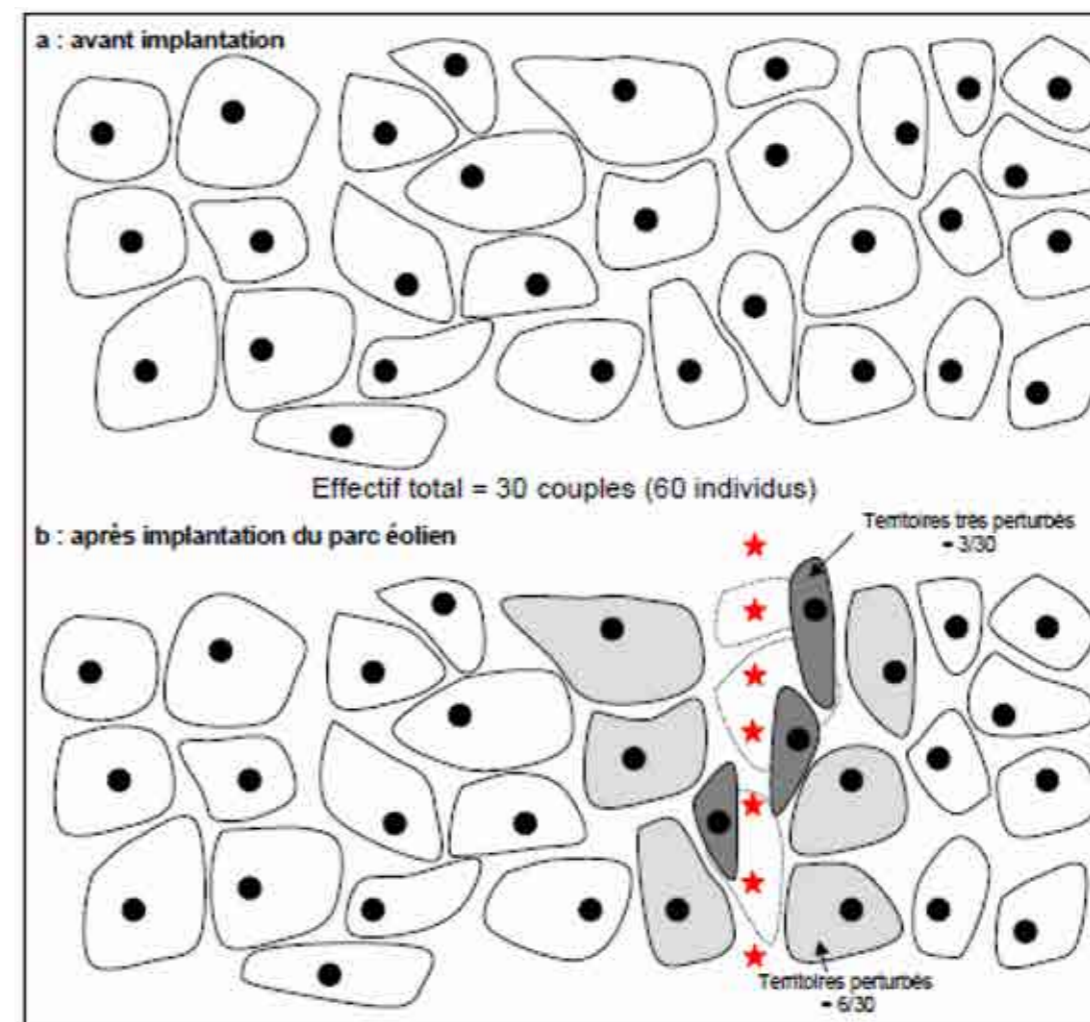 a : avant implantation
Effectif total = 30 couples (60 individus)
b : après implantation du parc éolien
Territoires très perturbés
= 3/30
Territoires perturbés
= 6/30